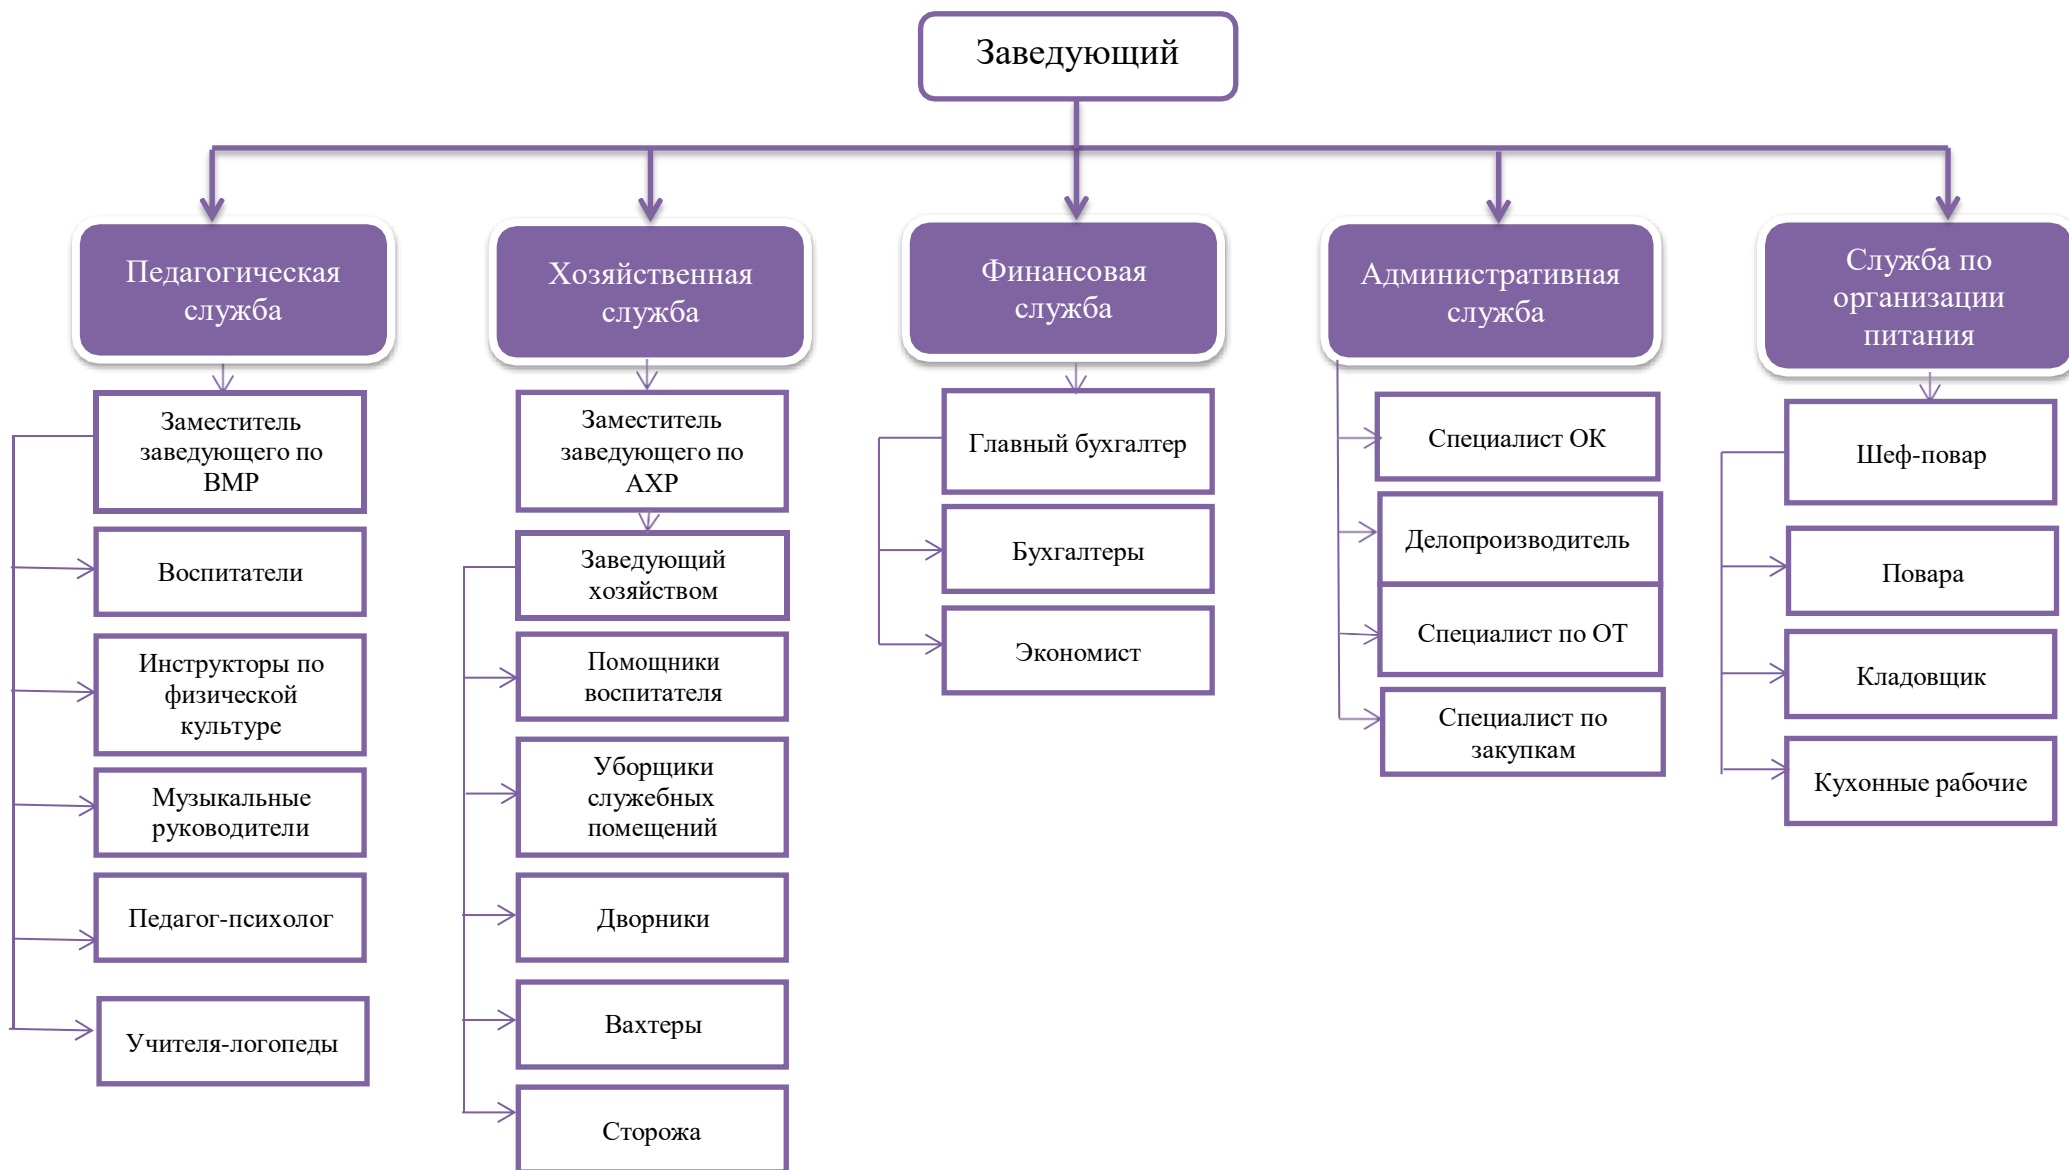 Заведующий
Педагогическая
служба
Заместитель
заведующего по
ВМР
Воспитатели
Инструкторы по
физической
культуре
Музыкальные
руководители
Педагог-психолог
Учителя-логопеды
Хозяйственная
служба
Заместитель
заведующего по
АХР
Заведующий
хозяйством
Помощники
воспитателя
Уборщики
служебных
помещений
Дворники
Вахтеры
Сторожа
Финансовая
служба
Главный бухгалтер
Бухгалтеры
Экономист
Административная
служба
Специалист ОК
Делопроизводитель
Специалист по ОТ
Специалист по
закупкам
Служба по
организации
питания
Шеф-повар
Повара
Кладовщик
Кухонные рабочие